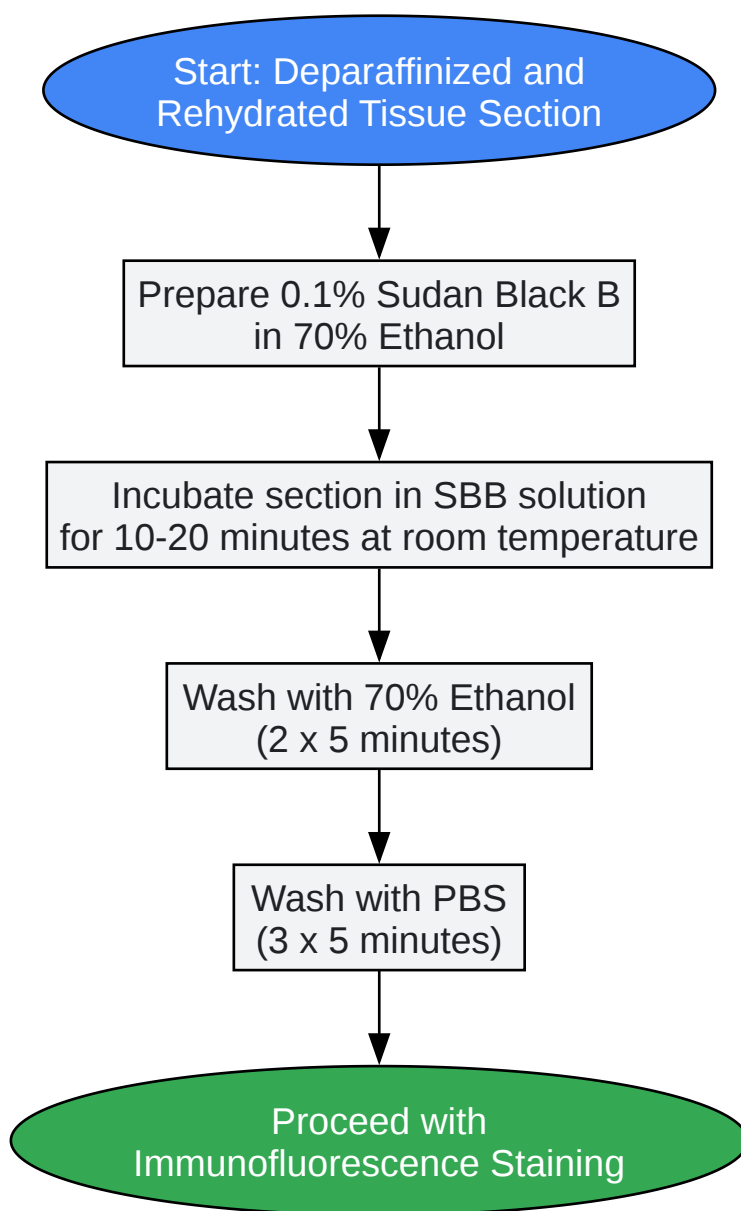 Start: Deparaffinized and
Rehydrated Tissue Section
Prepare 0.1% Sudan Black B
in 70% Ethanol
Incubate section in SBB solution
for 10-20 minutes at room temperature
Wash with 70% Ethanol
(2 x 5 minutes)
Wash with PBS
(3 x 5 minutes)
Proceed with
Immunofluorescence Staining